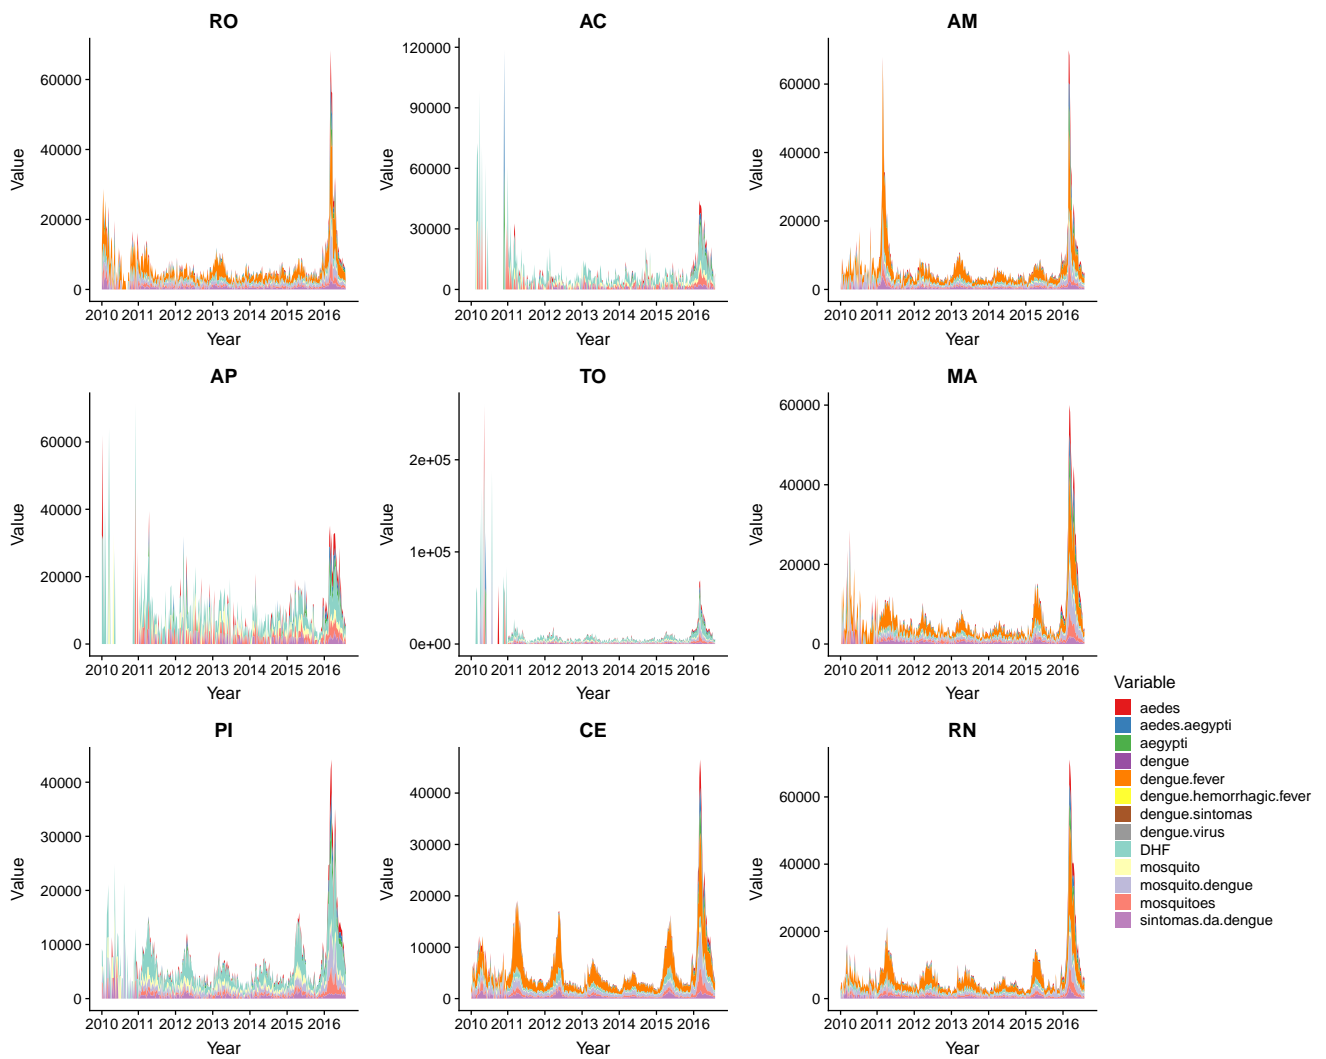 RO
AC
AM
Value
60000
40000
20000
0
2010 2011 2012 2013 2014 2015 2016
Year
Value
120000
90000
60000
30000
0
2010 2011 2012 2013 2014 2015 2016
Year
Value
60000
40000
20000
0
2010 2011 2012 2013 2014 2015 2016
Year
AP
TO
MA
Value
60000
40000
20000
0
2010 2011 2012 2013 2014 2015 2016
Year
Value
2e+05
1e+05
0e+00
2010 2011 2012 2013 2014 2015 2016
Year
Value
60000
40000
20000
0
2010 2011 2012 2013 2014 2015 2016
Year
PI
CE
RN
Value
40000
30000
20000
10000
0
2010 2011 2012 2013 2014 2015 2016
Year
Value
40000
30000
20000
10000
0
2010 2011 2012 2013 2014 2015 2016
Year
Value
60000
40000
20000
0
2010 2011 2012 2013 2014 2015 2016
Year
Variable
aedes
aedes.aegypti
aegypti
dengue
dengue.fever
dengue.hemorrhagic.fever
dengue.sintomas
dengue.virus
DHF
mosquito
mosquito.dengue
mosquitoes
sintomas.da.dengue